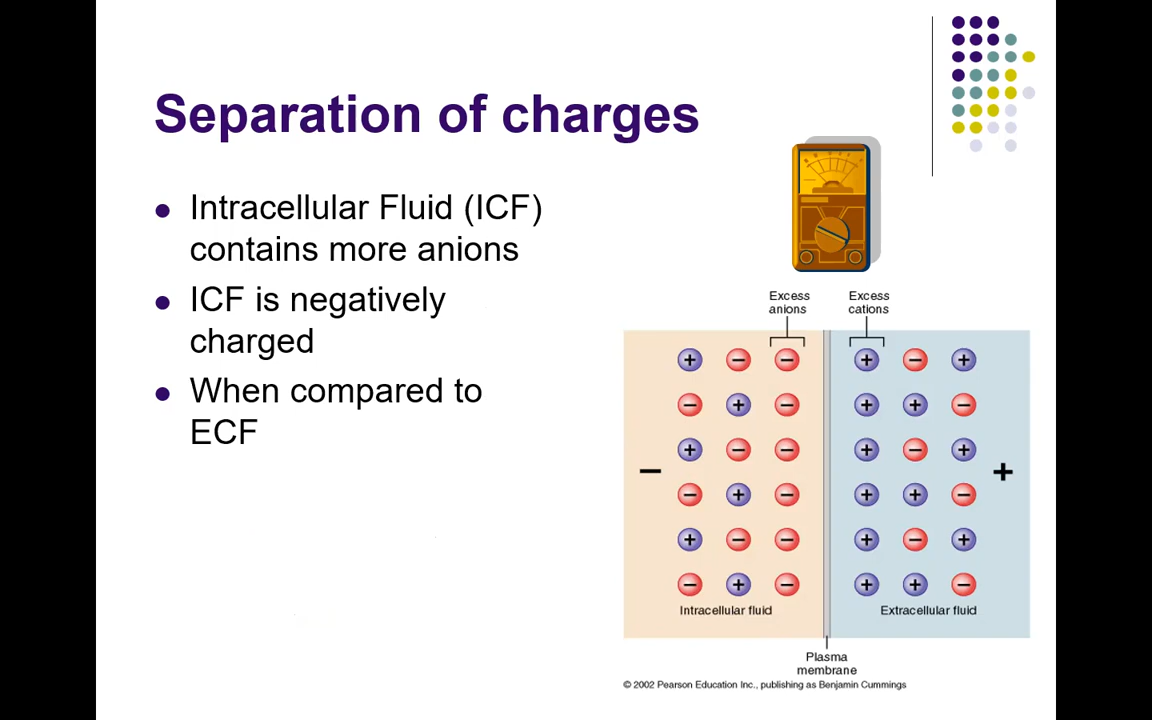 Separation of charges
Intracellular Fluid (ICF)
contains more anions
ICF is negatively
charged
When compared to
ECF
Excess
anions
Excess
cations
Intracellular fluid
Extracellular fluid
Plasma
membrane
© 2002 Pearson Education Inc., publishing as Benjamin Cummings